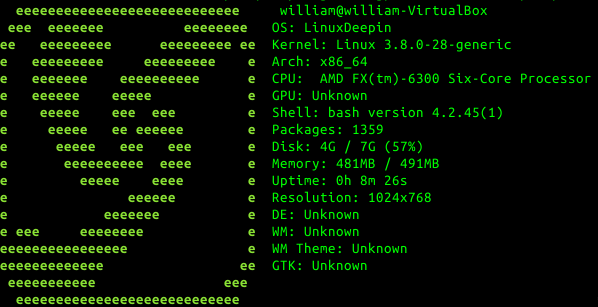 eeeeeeeeeeeeeeeeeeeeeeeeeeee     william@william-VirtualBox
 eee  eeeeeee          eeeeeeee   OS: LinuxDeepin
ee   eeeeeeeee      eeeeeeeee ee  Kernel: Linux 3.8.0-28-generic
e   eeeeeeeee     eeeeeeeee    e  Arch: x86_64
e   eeeeeee    eeeeeeeeee      e  CPU:  AMD FX(tm)-6300 Six-Core Processor
e   eeeeee    eeeee            e  GPU: Unknown
e    eeeee    eee  eee         e  Shell: bash version 4.2.45(1)
e     eeeee   ee eeeeee        e  Packages: 1359
e      eeeee   eee   eee       e  Disk: 4G / 7G (57%)
e       eeeeeeeeee  eeee       e  Memory: 481MB / 491MB
e         eeeee    eeee        e  Uptime: 0h 8m 26s
e               eeeeee         e  Resolution: 1024x768
e            eeeeeee           e  DE: Unknown
e eee     eeeeeeee             e  WM: Unknown
eeeeeeeeeeeeeeee               e  WM Theme: Unknown
eeeeeeeeeeeee                 ee  GTK: Unknown
 eeeeeeeeeee                eee
  eeeeeeeeeeeeeeeeeeeeeeeeeeee